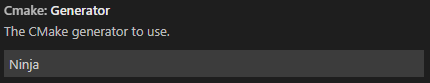 Cmake: Generator
The CMake generator to use.
Ninja